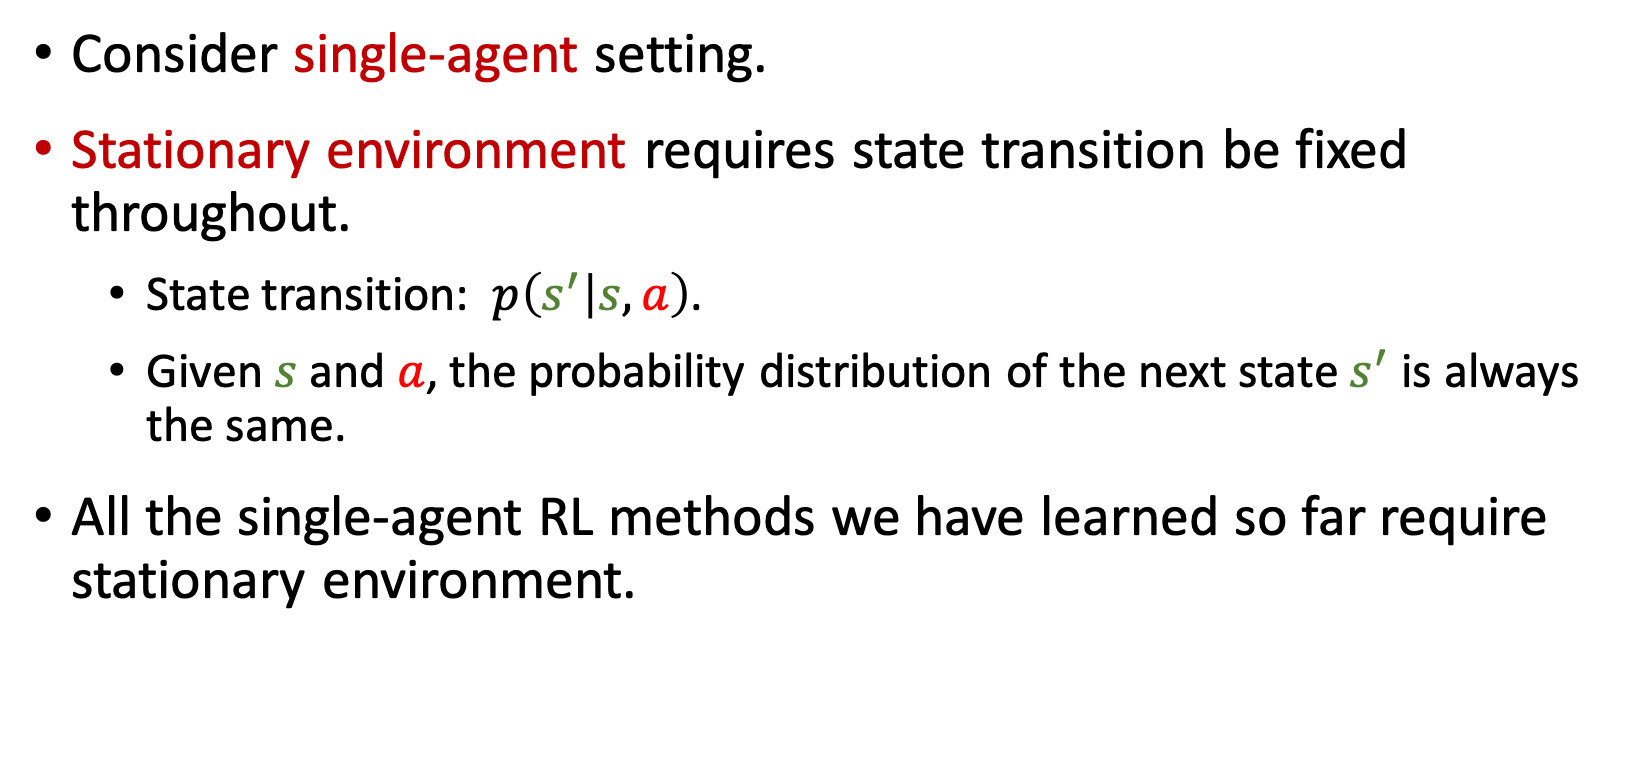 • Consider single-agent setting.
• Stationary environment requires state transition be fixed
throughout.
• State transition: p(s′|s, a).
• Given s and a, the probability distribution of the next state s′ is always
the same.
• All the single-agent RL methods we have learned so far require
stationary environment.